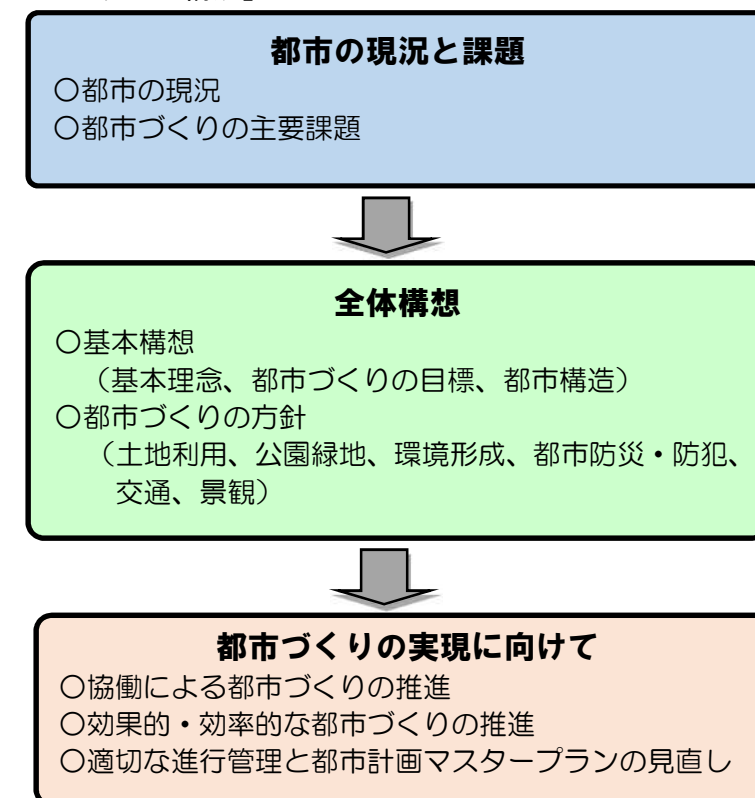 都市の現況と課題
〇都市の現況
〇都市づくりの主要課題
全体構想
〇基本構想
（基本理念、都市づくりの目標、都市構造）
〇都市づくりの方針
（土地利用、公園緑地、環境形成、都市防災・防犯、
交通、景観）
都市づくりの実現に向けて
〇協働による都市づくりの推進
〇効果的・効率的な都市づくりの推進
〇適切な進行管理と都市計画マスタープランの見直し